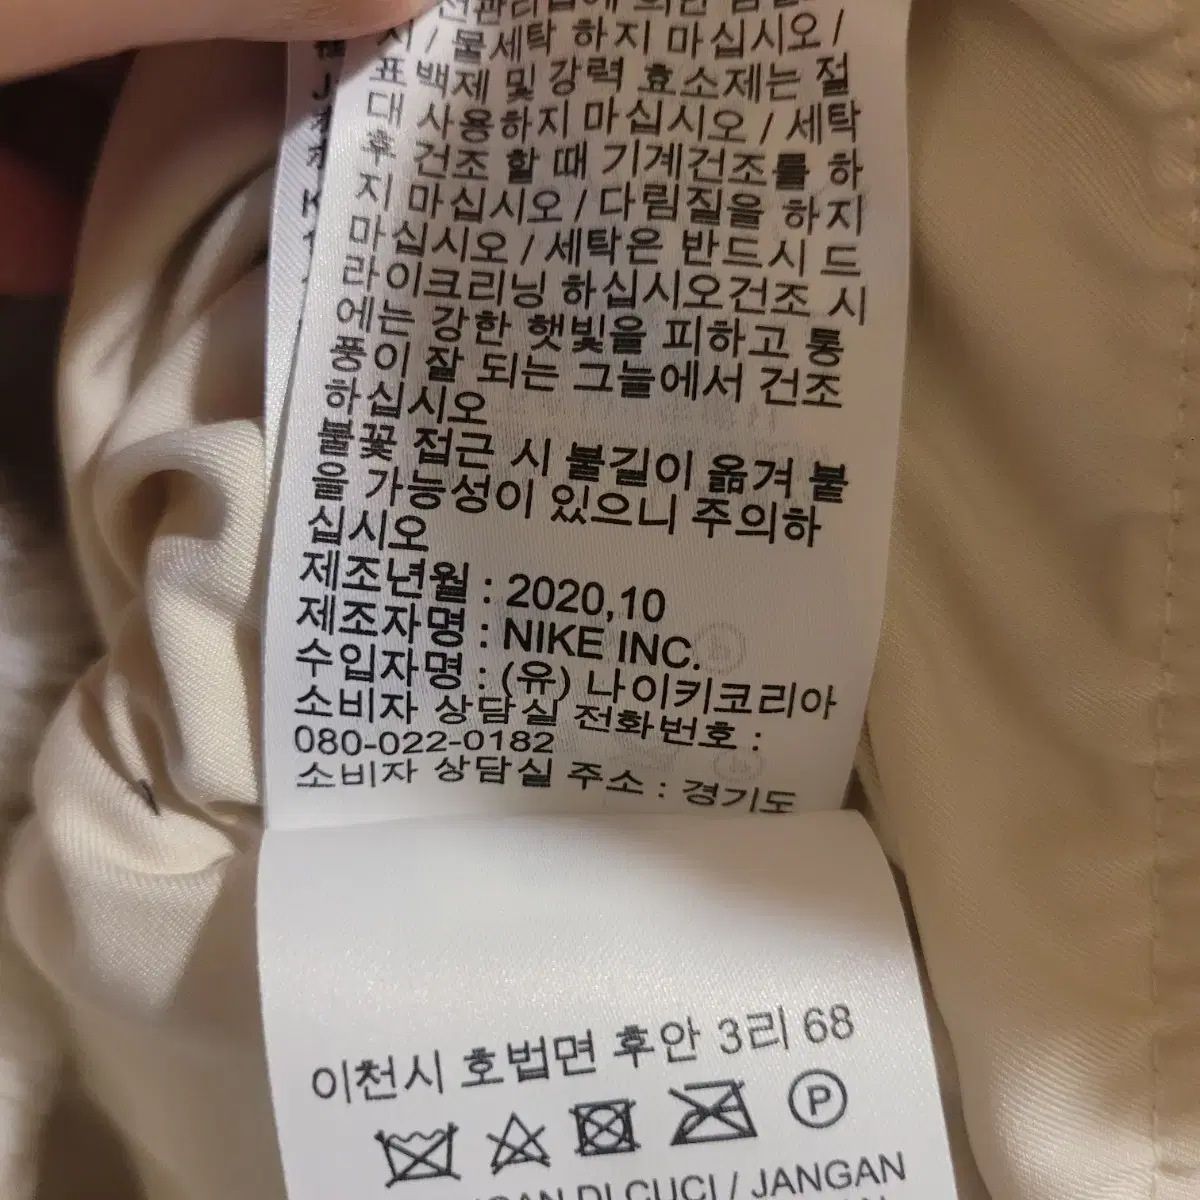 물세탁 하지 마십시오 /
표백제 및 강력 효소제는 절
대 사용하지 마십시오 / 세탁
후 건조 할 때 기계건조를 하
지 마십시오 / 다림질을 하지
마십시오 / 세탁은 반드시 드
라이크리닝 하십시오건조 시
에는 강한 햇빛을 피하고 통
풍이 잘 되는 그늘에서 건조
하십시오
불꽃 접근 시 불길이 옮겨 붙
을 가능성이 있으니 주의하
십시오
제조년월 : 2020,10
제조자명 : NIKE INC.
수입자명 : (유) 나이키코리아
소비자 상담실 전화번호 :
080-022-0182
소비자 상담실 주소 : 경기도
이천시 호법면 후안 3리 68
P
DI CUCI / JANGAN